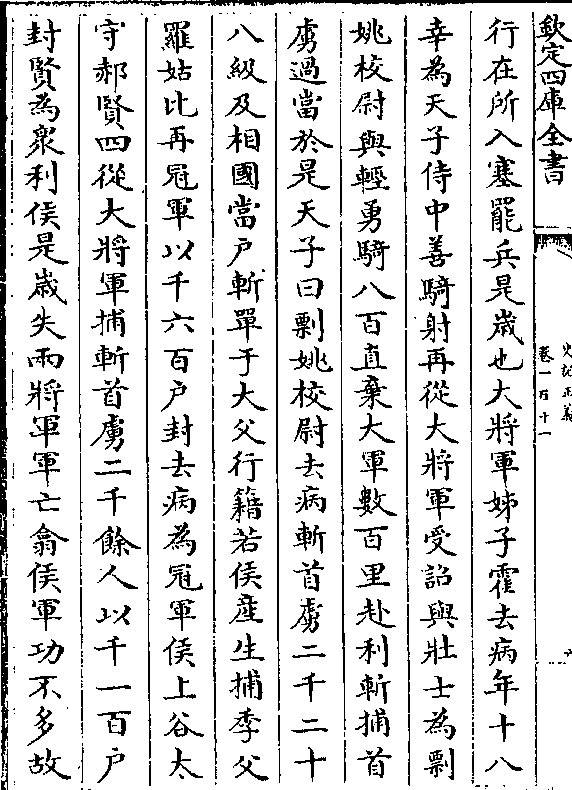 欽定四庫全書
史記正義
卷一百十一
行在所入塞罷兵是歲也大將軍姊子霍去病年十八
幸為天子侍中善騎射再從大將軍受詔與壯士為剽
姚校尉與輕勇騎八百直棄大軍數百里赴利斬捕首
虜過當於是天子曰剽姚校尉去病斬首虜二千二十
八級及相國當户斬單于大父行籍若侯産生捕季父
羅姑比再冠軍以千六百户封去病為冠軍侯上谷太
守郝賢四從大將軍捕斬首虜二千餘人以千一百户
封賢為衆利侯是歲失兩將軍軍亡翕侯軍功不多故